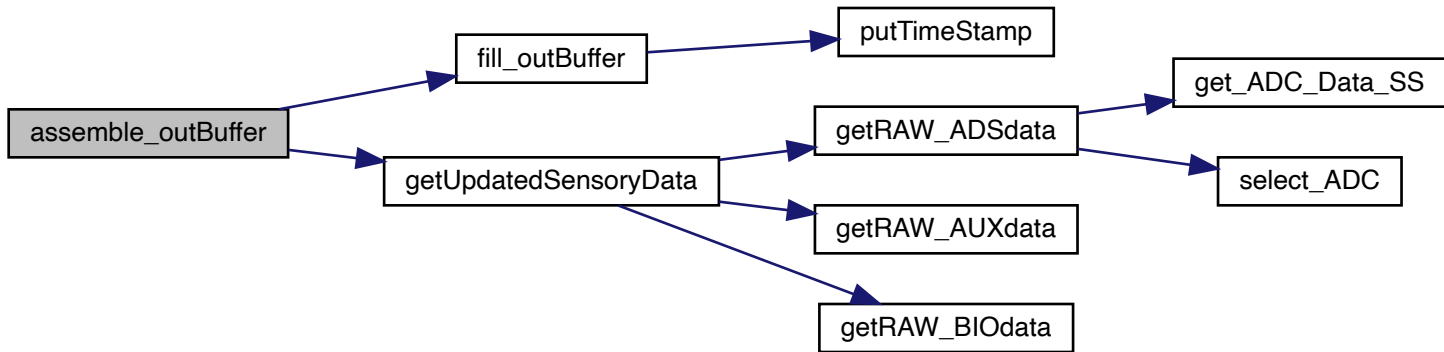 assemble_outBuffer
fill_outBuffer
putTimeStamp
getUpdatedSensoryData
getRAW_ADSdata
get_ADC_Data_SS
select_ADC
getRAW_AUXdata
getRAW_BIOdata